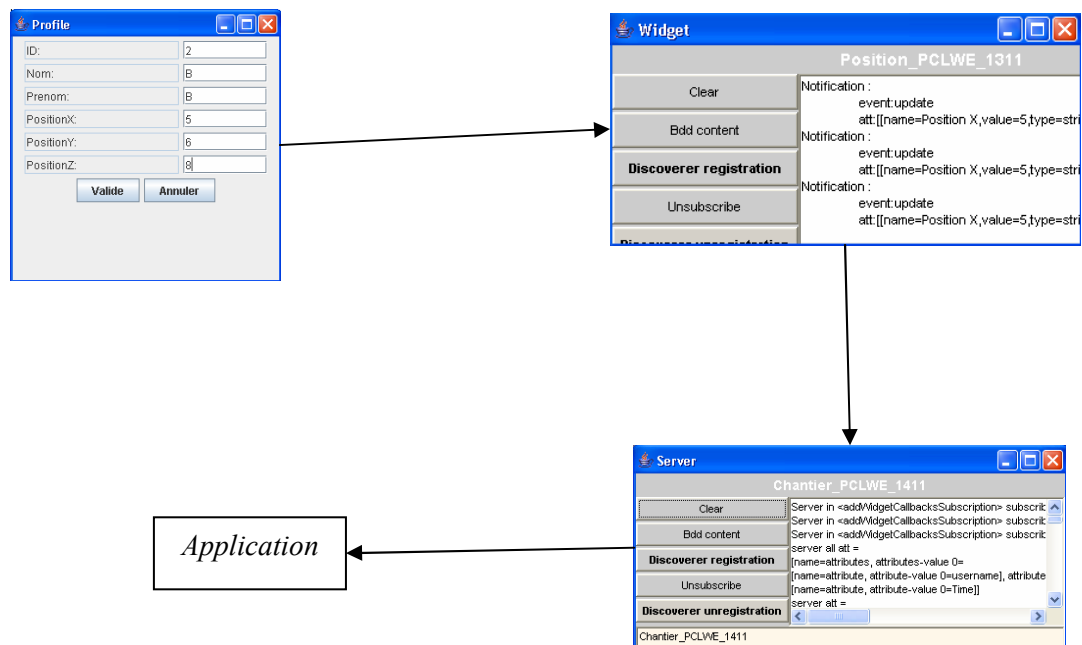 Profile
ID: 2
Nom: B
Prenom: B
PositionX: 5
PositionY: 6
PositionZ: 8
Valide Annuler
Widget
Position_PCLWE_1311
Clear
Bdd content
Discoverer registration
Unsubscribe
Discoverer unregistration
Notification :
event:update
att:[[name=Position X,value=5,type=stri
Notification :
event:update
att:[[name=Position X,value=5,type=stri
Notification :
event:update
att:[[name=Position X,value=5,type=stri
Server
Chantier_PCLWE_1411
Clear
Bdd content
Discoverer registration
Unsubscribe
Discoverer unregistration
Server in <addWidgetCallbacksSubscription> subscrib
Server in <addWidgetCallbacksSubscription> subscrib
Server in <addWidgetCallbacksSubscription> subscrib
server all att =
[name=attributes, attributes-value 0=
[name=attribute, attribute-value 0=username], attribute
[name=attribute, attribute-value 0=Time]]
server att =
Chantier_PCLWE_1411
Application